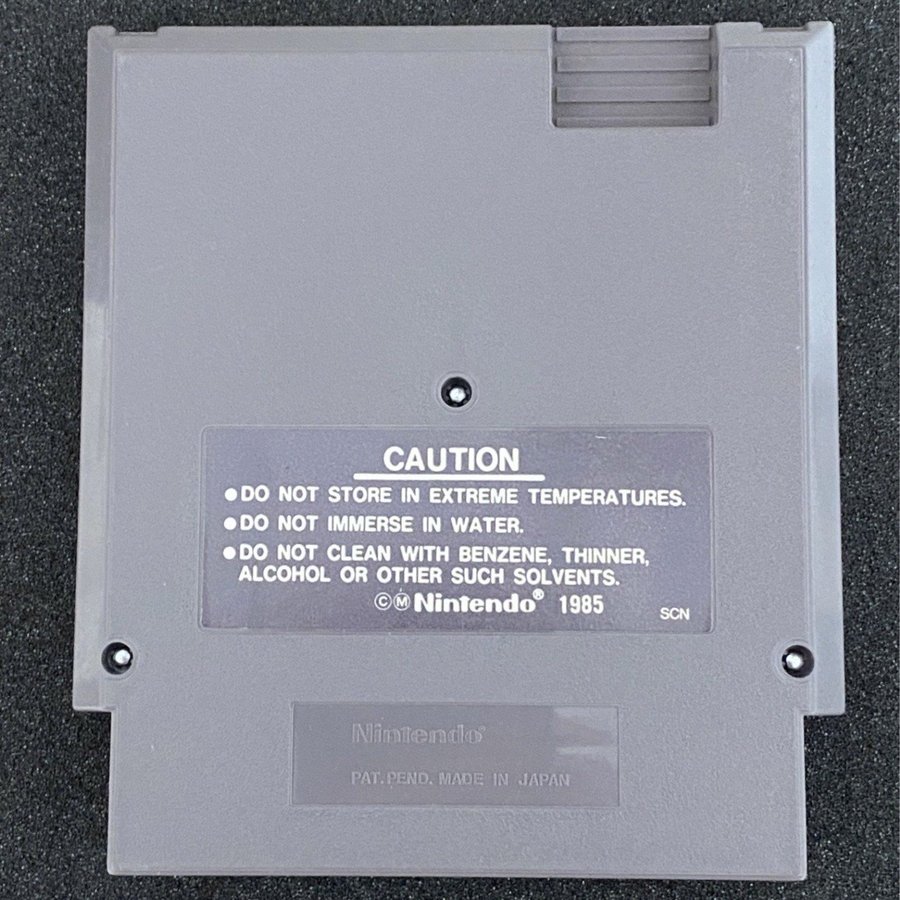 CAUTION
●DO NOT STORE IN EXTREME TEMPERATURES.
●DO NOT IMMERSE IN WATER.
●DO NOT CLEAN WITH BENZENE, THINNER,
ALCOHOL OR OTHER SUCH SOLVENTS.
©Ⓜ Nintendo® 1985
SCN
Nintendo®
PAT. PEND. MADE IN JAPAN